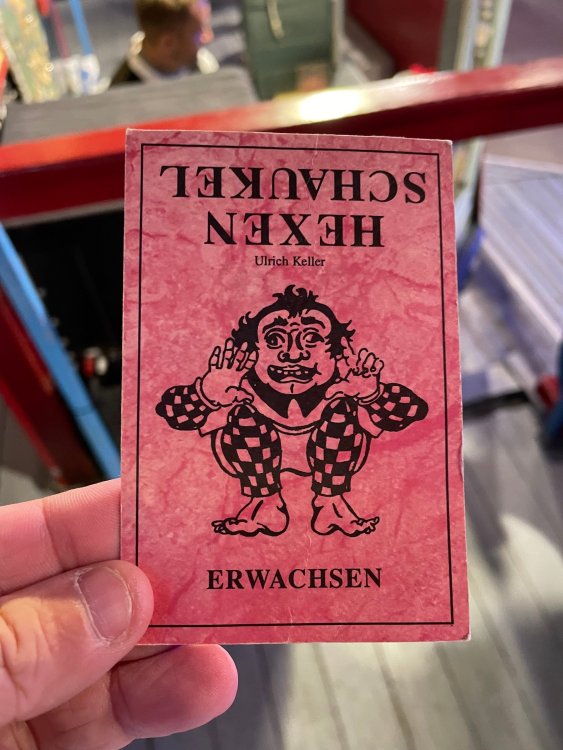 HEXEN
SCHAUKEL
Ulrich Keller
ERWACHSEN